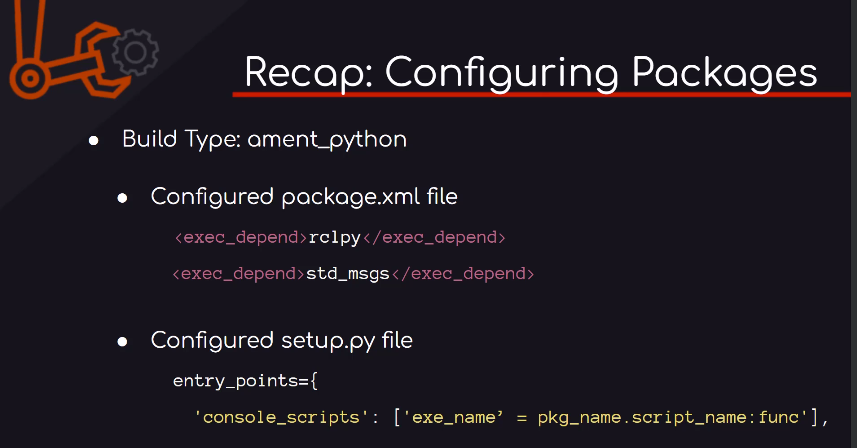 Recap: Configuring Packages
● Build Type: ament_python
● Configured package.xml file
<exec_depend>rclpy</exec_depend>
<exec_depend>std_msgs</exec_depend>
● Configured setup.py file
entry_points={
'console_scripts': ['exe_name’ = pkg_name.script_name:func'],